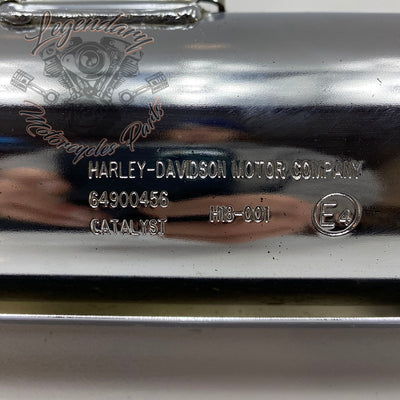 Legendary
Motorcycles Parts
HARLEY-DAVIDSON MOTOR COMPANY
64900456
CATALYST H18-001 E4